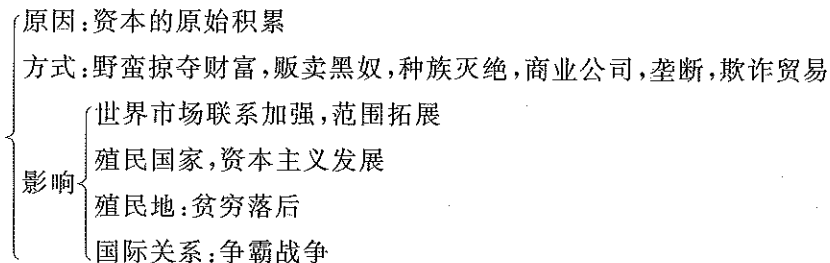 原因:资本的原始积累
方式:野蛮掠夺财富,贩卖黑奴,种族灭绝,商业公司,垄断,欺诈贸易
影响
世界市场联系加强,范围拓展
殖民国家,资本主义发展
殖民地:贫穷落后
国际关系:争霸战争